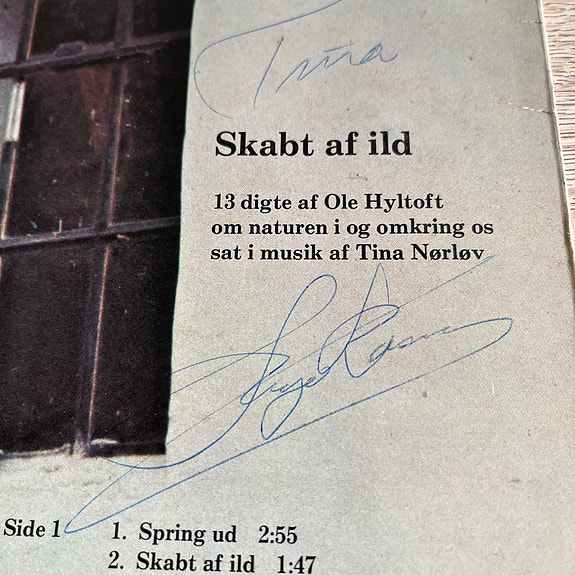 Tina
Skabt af ild
13 digte af Ole Hyltoft
om naturen i og omkring os
sat i musik af Tina Nørløv
Side 1 1. Spring ud 2:55
2. Skabt af ild 1:47